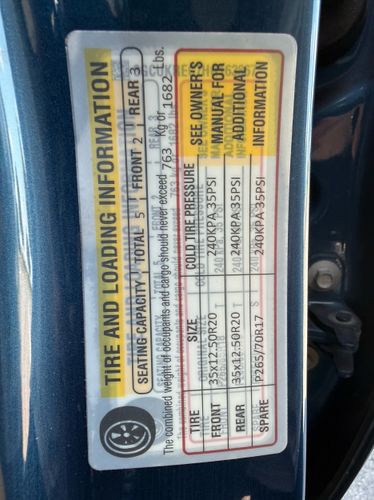 TIRE AND LOADING INFORMATION
SEATING CAPACITY TOTAL 5 FRONT 2 REAR 3
The combined weight of occupants and cargo should never exceed 763 Kg or 1682 Lbs.
TIRE SIZE COLD TIRE PRESSURE SEE OWNER'S MANUAL FOR ADDITIONAL INFORMATION
FRONT 35x12.50R20 240KPA 35PSI
REAR 35x12.50R20 240KPA 35PSI
SPARE P265/70R17 240KPA 35PSI